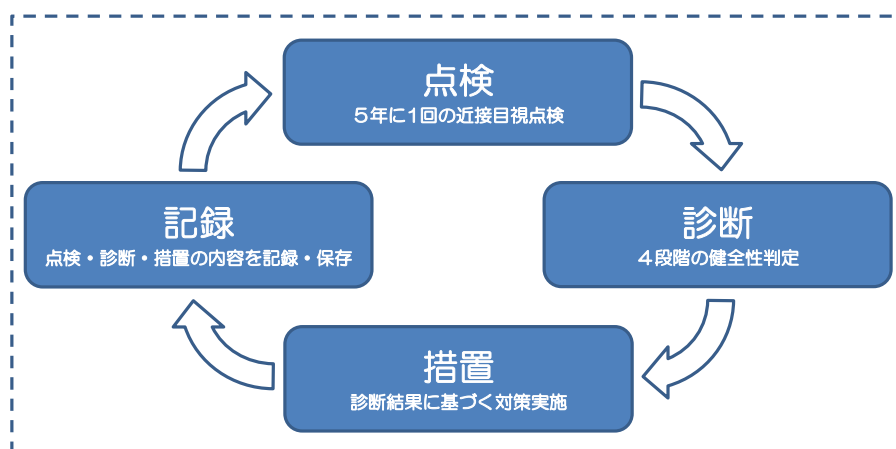 点検
５年に１回の近接目視点検
記録
点検・診断・措置の内容を記録・保存
診断
４段階の健全性判定
措置
診断結果に基づく対策実施